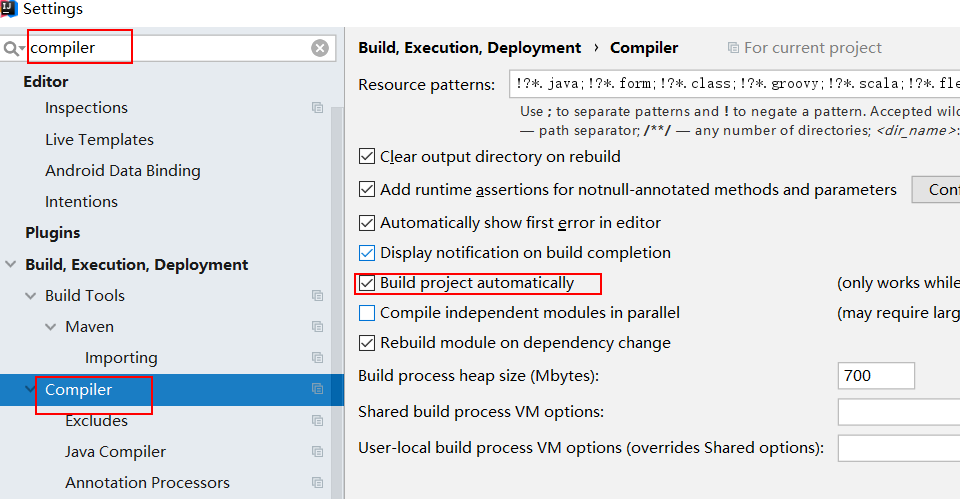 Settings
compiler
Editor
Inspections
Live Templates
Android Data Binding
Intentions
Plugins
Build, Execution, Deployment
Build Tools
Maven
Importing
Compiler
Excludes
Java Compiler
Annotation Processors
Build, Execution, Deployment › Compiler For current project
Resource patterns: !?*.java;!?*.form;!?*.class;!?*.groovy;!?*.scala;!?*.fle
Use ; to separate patterns and ! to negate a pattern. Accepted wild
— path separator; /**/ — any number of directories; <dir_name>:
Clear output directory on rebuild
Add runtime assertions for notnull-annotated methods and parameters Con
Automatically show first error in editor
Display notification on build completion
Build project automatically (only works while
Compile independent modules in parallel (may require larg
Rebuild module on dependency change
Build process heap size (Mbytes): 700
Shared build process VM options:
User-local build process VM options (overrides Shared options):